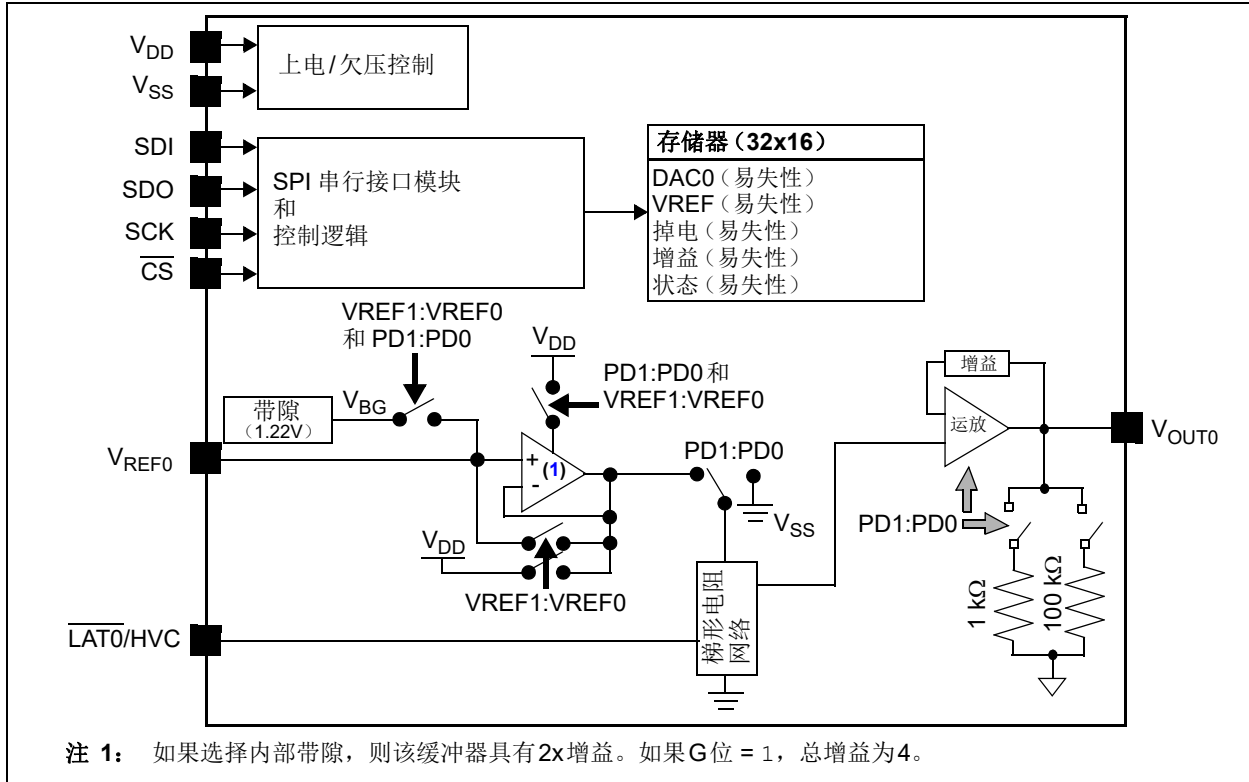 VDD
VSS
上电/欠压控制
SDI
SDO
SCK
CS
SPI 串行接口模块
和
控制逻辑
存储器（32x16）
DAC0（易失性）
VREF（易失性）
掉电（易失性）
增益（易失性）
状态（易失性）
VREF1:VREF0
和 PD1:PD0
VDD
PD1:PD0 和
VREF1:VREF0
带隙
（1.22V）
VBG
VREF0
+
(1)
-
PD1:PD0
VSS
VDD
VREF1:VREF0
增益
运放
VOUT0
PD1:PD0
1 kΩ
100 kΩ
LAT0/HVC
梯形电阻
网络
注 1： 如果选择内部带隙，则该缓冲器具有2x增益。如果G位 = 1，总增益为4。